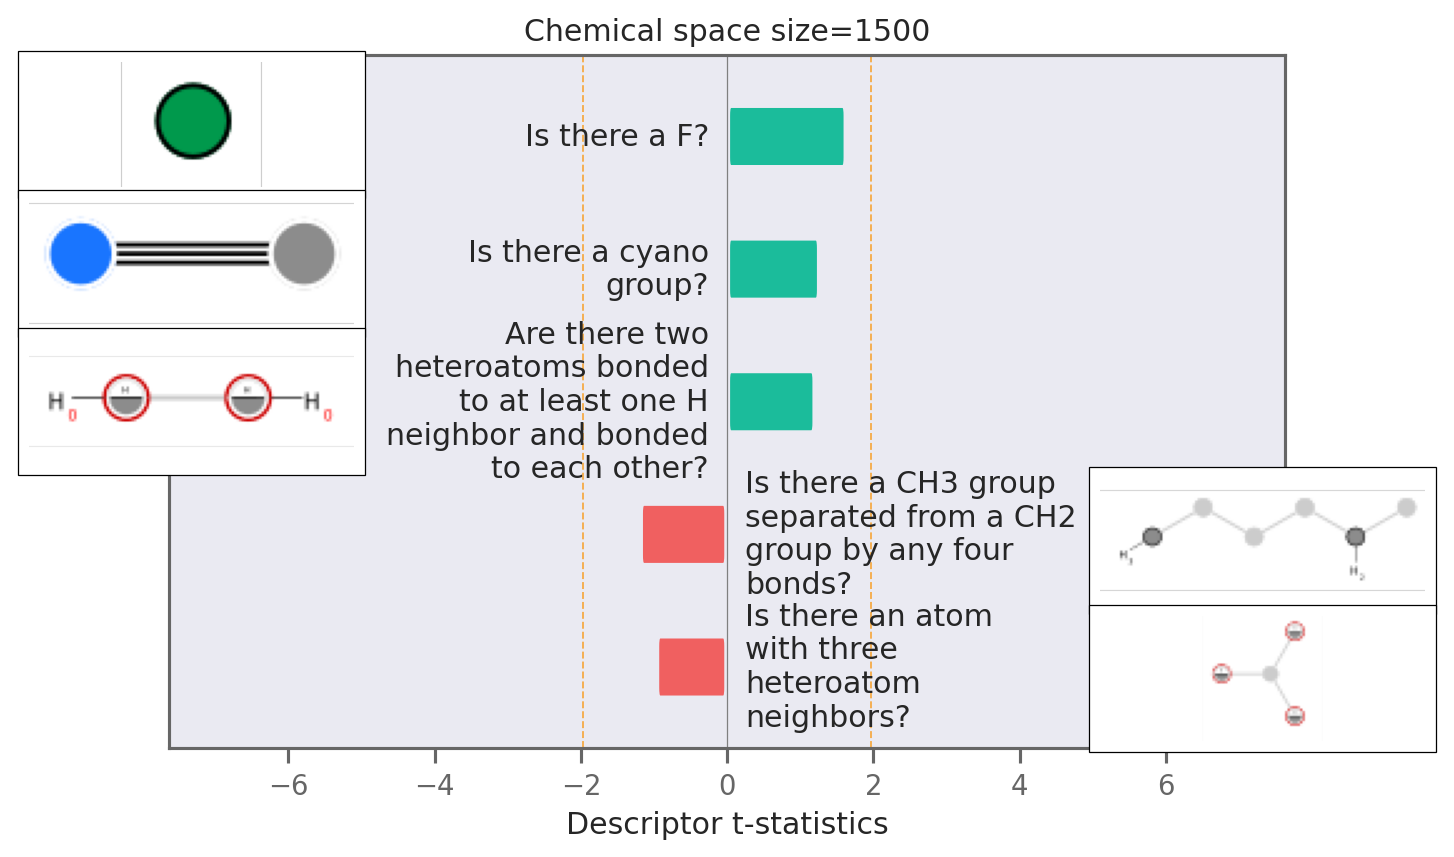 Chemical space size=1500
Is there a F?
Is there a cyano
group?
Are there two
heteroatoms bonded
to at least one H
neighbor and bonded
to each other?
H
0
H
H
H
0
Is there a CH3 group
separated from a CH2
group by any four
bonds?
H
H
Is there an atom
with three
heteroatom
neighbors?
−6
−4
−2
0
2
4
6
Descriptor t-statistics